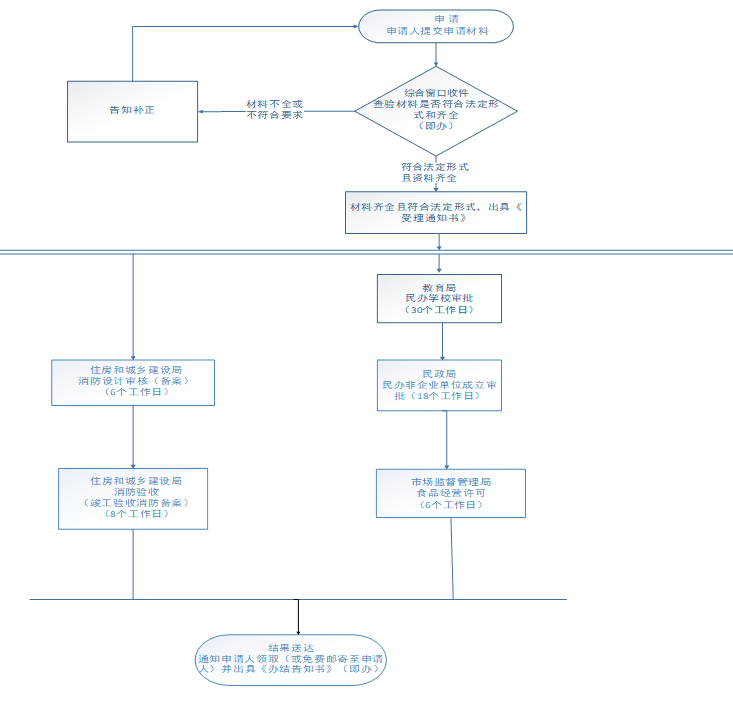 申 请
申请人提交申请材料
综合窗口收件
查验材料是否符合法定形
式和齐全
（即办）
告知补正
材料不全或
不符合要求
符合法定形式
且资料齐全
材料齐全且符合法定形式，出具《
受理通知书》
教育局
民办学校审批
（30个工作日）
住房和城乡建设局
消防设计审核（备案）
（6个工作日）
民政局
民办非企业单位成立审
批（18个工作日）
住房和城乡建设局
消防验收
（竣工验收消防备案）
（8个工作日）
市场监督管理局
食品经营许可
（6个工作日）
结果送达
通知申请人领取（或免费邮寄至申请
人）并出具《办结告知书》（即办）